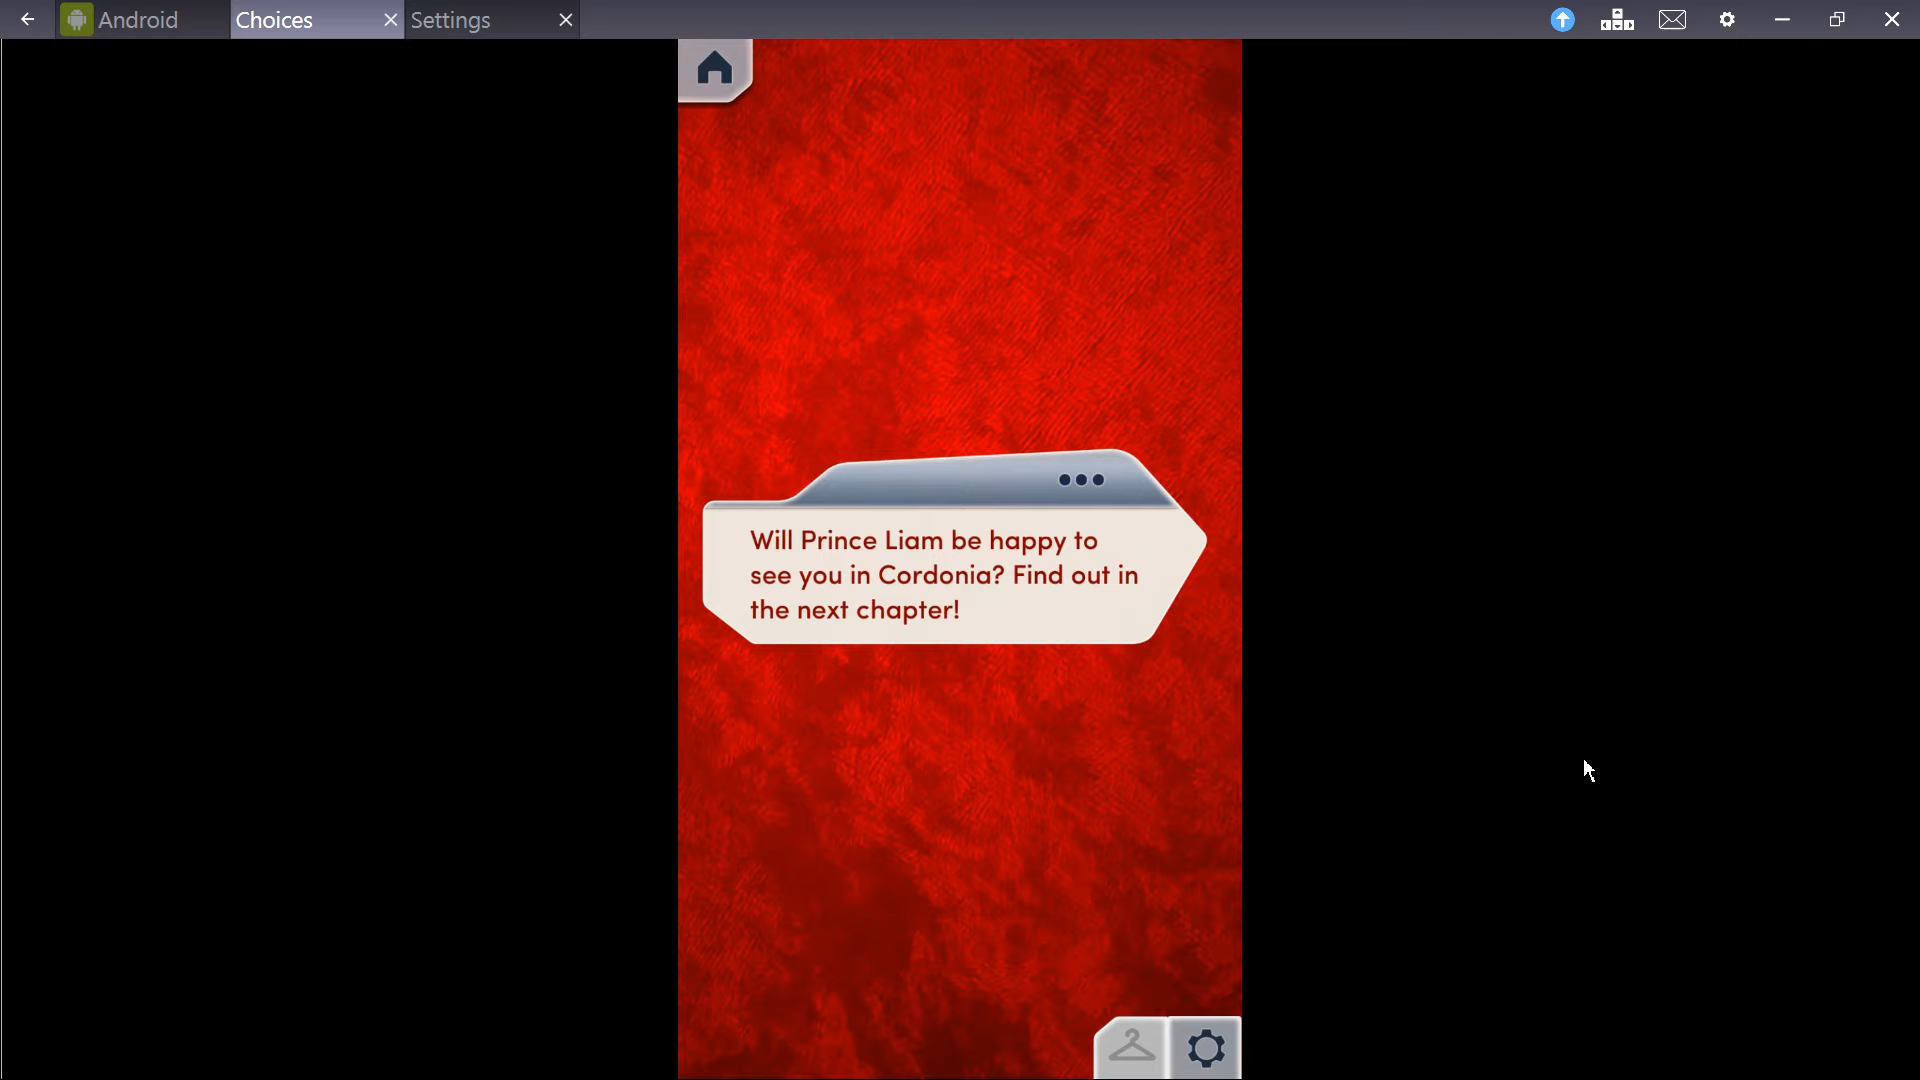 Android
Choices
Settings
Will Prince Liam be happy to
see you in Cordonia? Find out in
the next chapter!